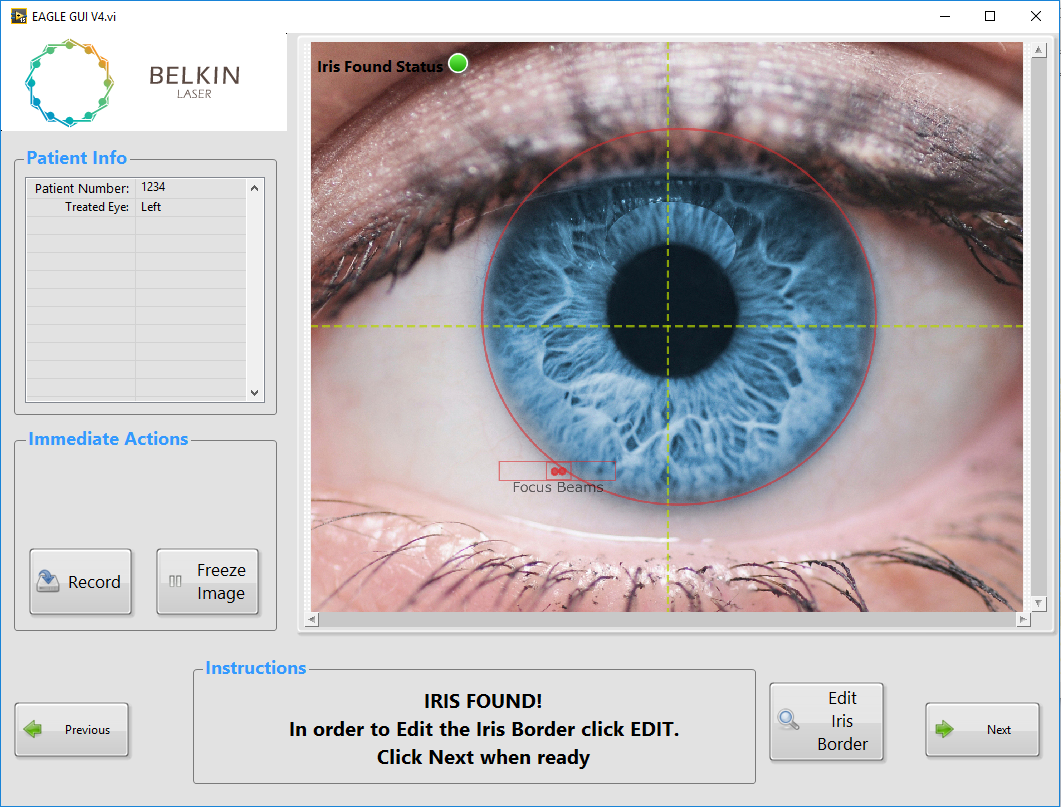 EAGLE GUI V4.vi
BELKIN
LASER
Iris Found Status
Patient Info
Patient Number: 1234
Treated Eye: Left
Immediate Actions
Record
Freeze
Image
Focus Beams
Instructions
IRIS FOUND!
In order to Edit the Iris Border click EDIT.
Click Next when ready
Previous
Edit
Iris
Border
Next